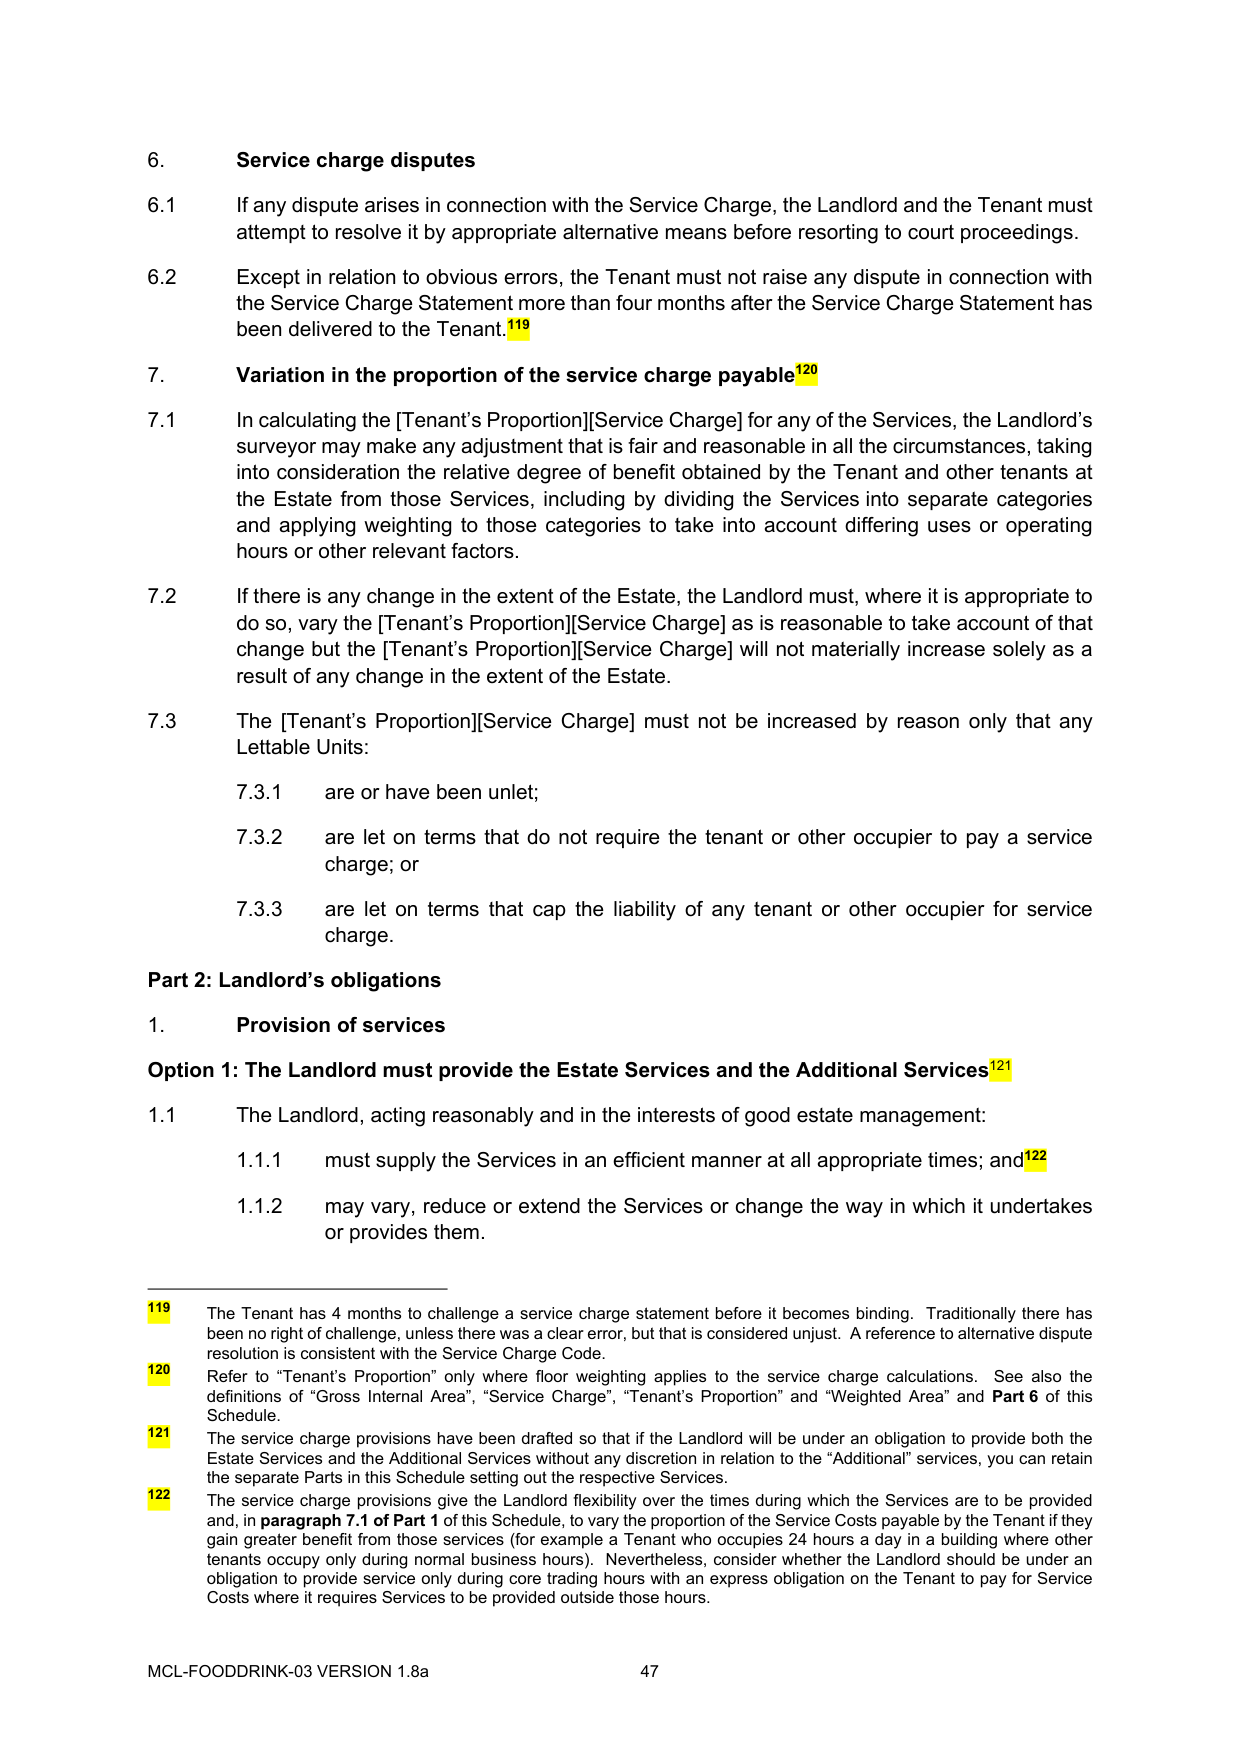 6. Service charge disputes
6.1 If any dispute arises in connection with the Service Charge, the Landlord and the Tenant must
attempt to resolve it by appropriate alternative means before resorting to court proceedings.
6.2 Except in relation to obvious errors, the Tenant must not raise any dispute in connection with
the Service Charge Statement more than four months after the Service Charge Statement has
been delivered to the Tenant.119
7. Variation in the proportion of the service charge payable120
7.1 In calculating the [Tenant’s Proportion][Service Charge] for any of the Services, the Landlord’s
surveyor may make any adjustment that is fair and reasonable in all the circumstances, taking
into consideration the relative degree of benefit obtained by the Tenant and other tenants at
the Estate from those Services, including by dividing the Services into separate categories
and applying weighting to those categories to take into account differing uses or operating
hours or other relevant factors.
7.2 If there is any change in the extent of the Estate, the Landlord must, where it is appropriate to
do so, vary the [Tenant’s Proportion][Service Charge] as is reasonable to take account of that
change but the [Tenant’s Proportion][Service Charge] will not materially increase solely as a
result of any change in the extent of the Estate.
7.3 The [Tenant’s Proportion][Service Charge] must not be increased by reason only that any
Lettable Units:
7.3.1 are or have been unlet;
7.3.2 are let on terms that do not require the tenant or other occupier to pay a service
charge; or
7.3.3 are let on terms that cap the liability of any tenant or other occupier for service
charge.
Part 2: Landlord’s obligations
1. Provision of services
Option 1: The Landlord must provide the Estate Services and the Additional Services121
1.1 The Landlord, acting reasonably and in the interests of good estate management:
1.1.1 must supply the Services in an efficient manner at all appropriate times; and122
1.1.2 may vary, reduce or extend the Services or change the way in which it undertakes
or provides them.
119 The Tenant has 4 months to challenge a service charge statement before it becomes binding. Traditionally there has
been no right of challenge, unless there was a clear error, but that is considered unjust. A reference to alternative dispute
resolution is consistent with the Service Charge Code.
120 Refer to “Tenant’s Proportion” only where floor weighting applies to the service charge calculations. See also the
definitions of “Gross Internal Area”, “Service Charge”, “Tenant’s Proportion” and “Weighted Area” and Part 6 of this
Schedule.
121 The service charge provisions have been drafted so that if the Landlord will be under an obligation to provide both the
Estate Services and the Additional Services without any discretion in relation to the “Additional” services, you can retain
the separate Parts in this Schedule setting out the respective Services.
122 The service charge provisions give the Landlord flexibility over the times during which the Services are to be provided
and, in paragraph 7.1 of Part 1 of this Schedule, to vary the proportion of the Service Costs payable by the Tenant if they
gain greater benefit from those services (for example a Tenant who occupies 24 hours a day in a building where other
tenants occupy only during normal business hours). Nevertheless, consider whether the Landlord should be under an
obligation to provide service only during core trading hours with an express obligation on the Tenant to pay for Service
Costs where it requires Services to be provided outside those hours.
MCL-FOODDRINK-03 VERSION 1.8a 47